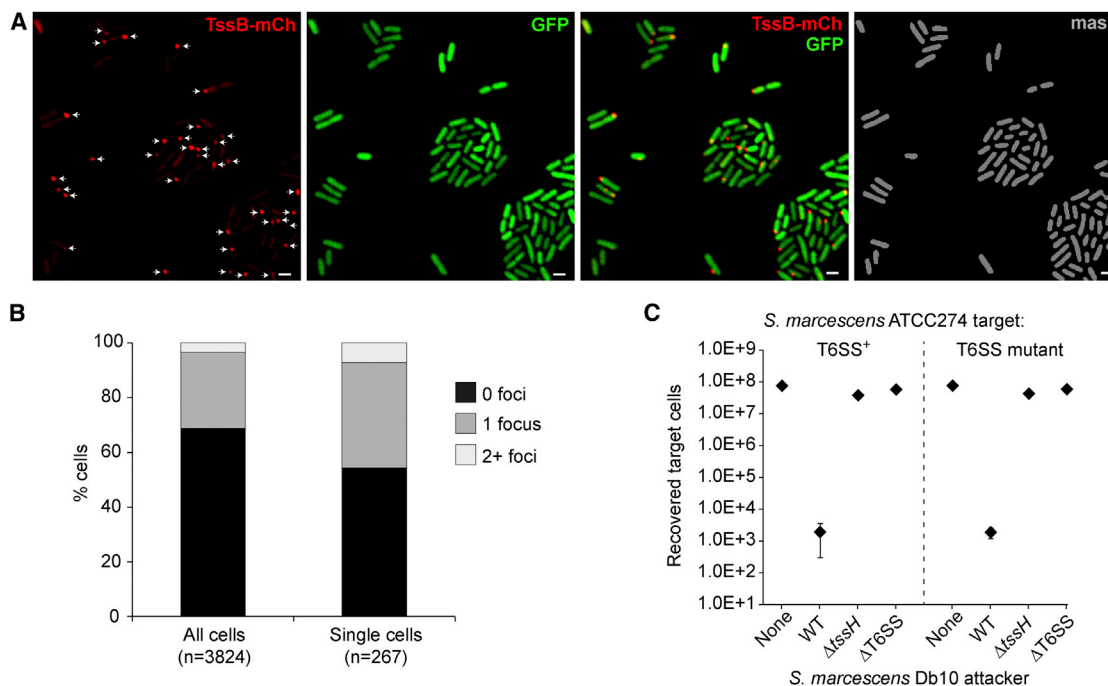 A
TssB-mCh
GFP
TssB-mCh
GFP
mas
B
100
80
60
40
20
0
% cells
0 foci
1 focus
2+ foci
All cells
(n=3824)
Single cells
(n=267)
C
S. marcescens ATCC274 target:
T6SS⁺
T6SS mutant
1.0E+9
1.0E+8
1.0E+7
1.0E+6
1.0E+5
1.0E+4
1.0E+3
1.0E+2
1.0E+1
Recovered target cells
None
WT
ΔtssH
ΔT6SS
None
WT
ΔtssH
ΔT6SS
S. marcescens Db10 attacker